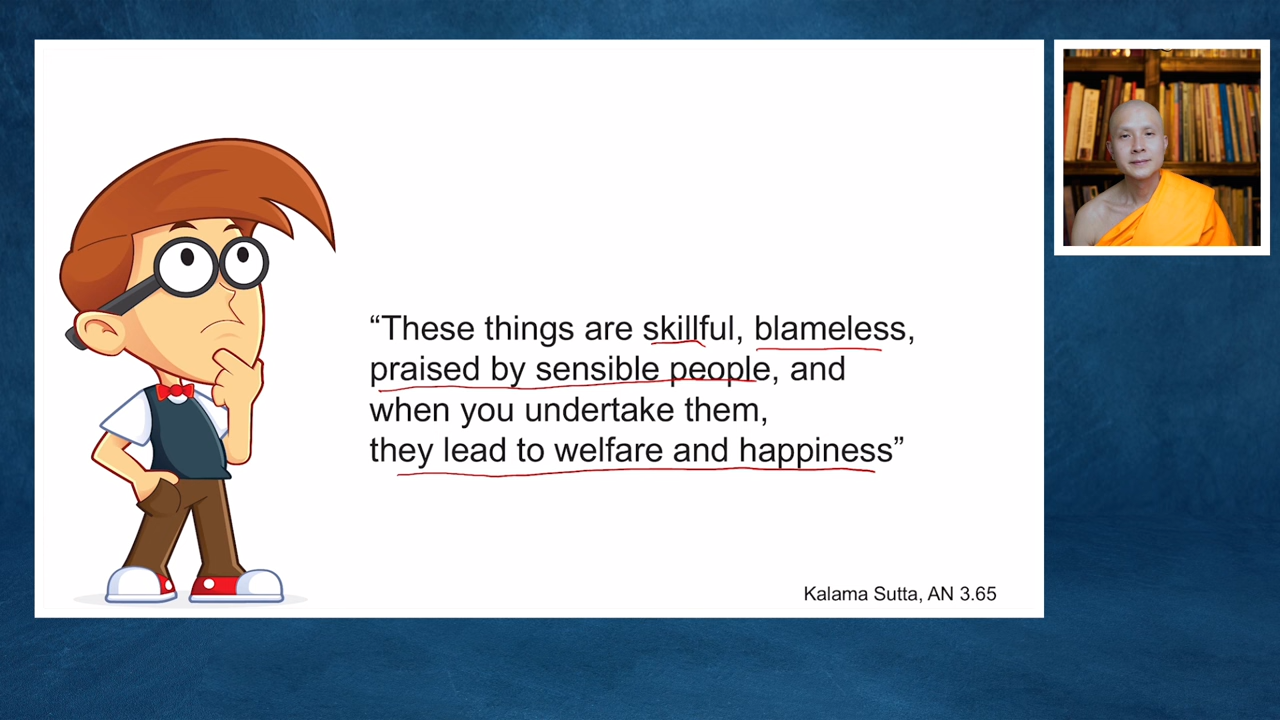 “These things are skillful, blameless,
praised by sensible people, and
when you undertake them,
they lead to welfare and happiness”
Kalama Sutta, AN 3.65